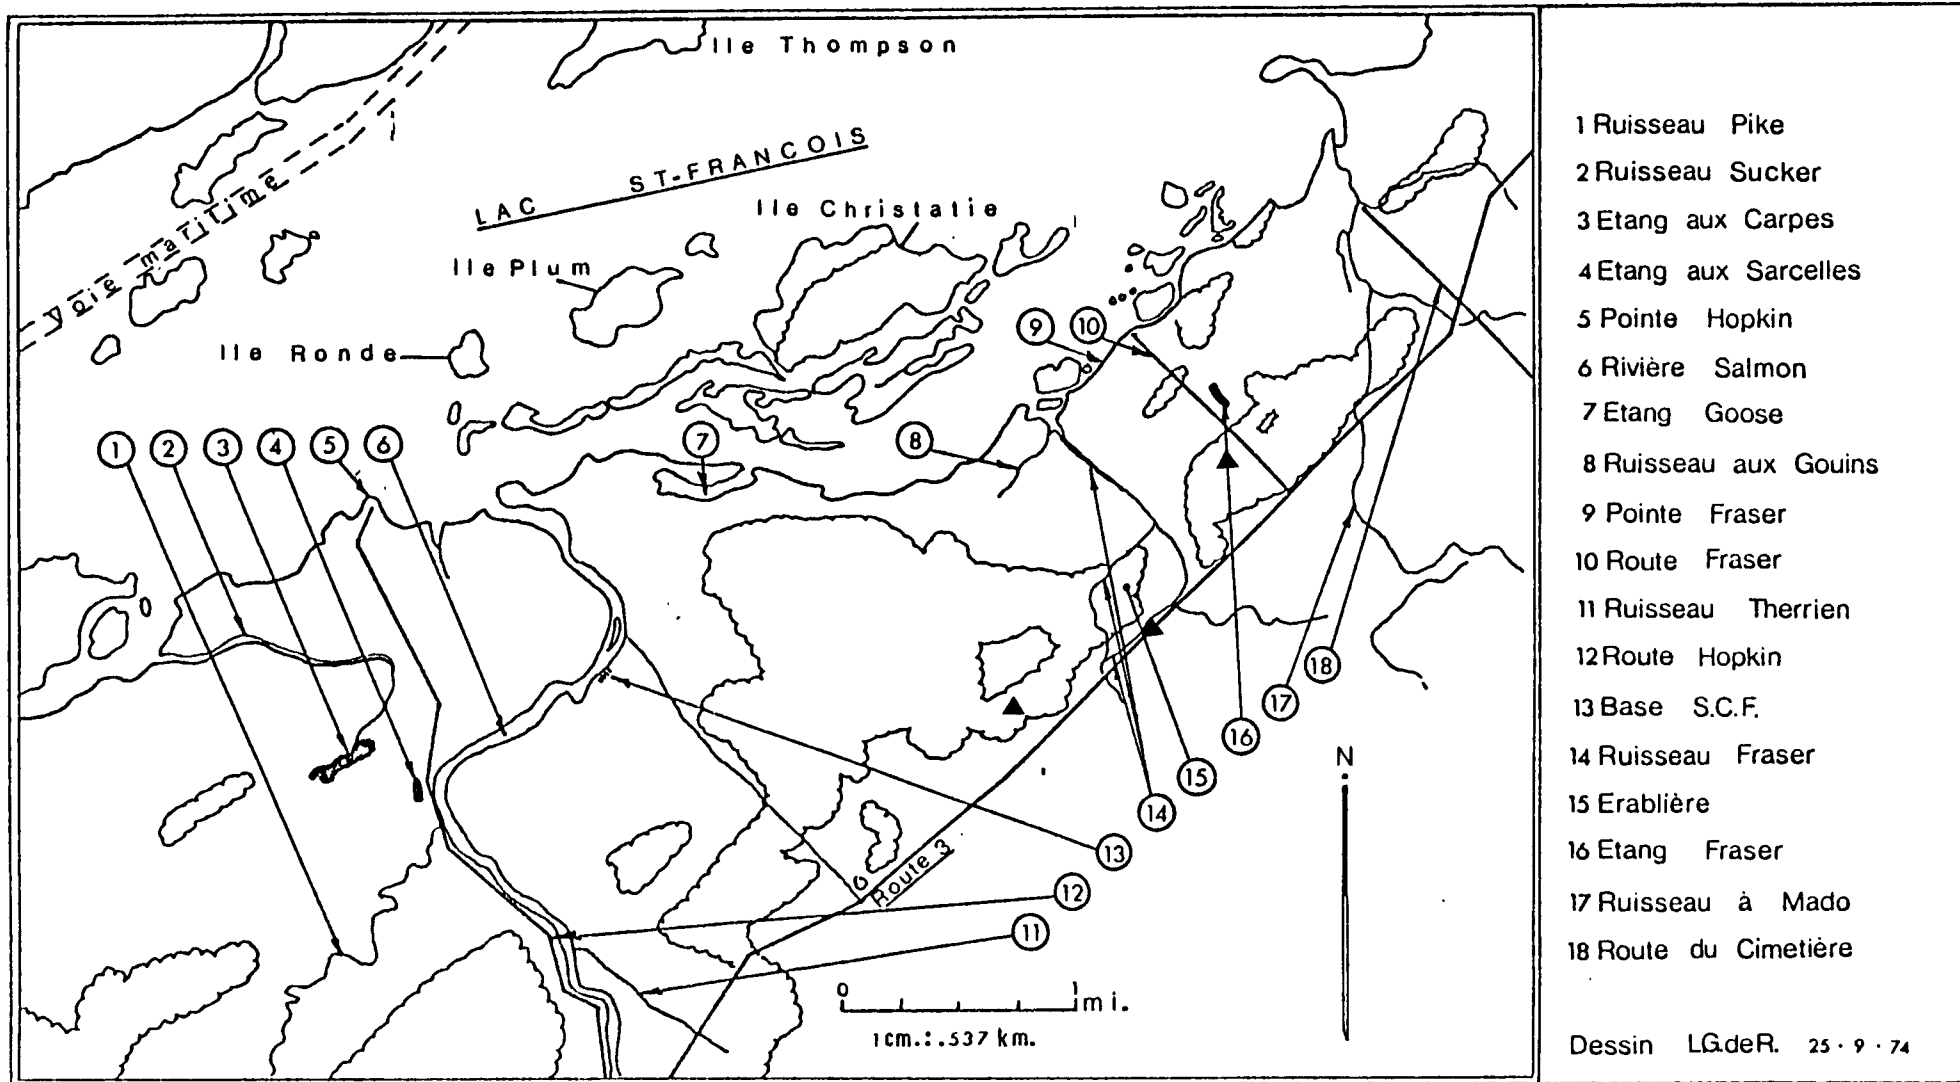 Ile Thompson
LAC ST-FRANCOIS
Voie maritime
Ile Christatie
Ile Plum
Ile Ronde
9 10
1 2 3 4 5 6 7 8
18
17
16
15
14
13
12
11
Route 3
N
0 1 mi.
1cm.:.537 km.
1 Ruisseau Pike
2 Ruisseau Sucker
3 Etang aux Carpes
4 Etang aux Sarcelles
5 Pointe Hopkin
6 Rivière Salmon
7 Etang Goose
8 Ruisseau aux Gouins
9 Pointe Fraser
10 Route Fraser
11 Ruisseau Therrien
12 Route Hopkin
13 Base S.C.F.
14 Ruisseau Fraser
15 Erablière
16 Etang Fraser
17 Ruisseau à Mado
18 Route du Cimetière
Dessin L.G.deR. 25·9·74